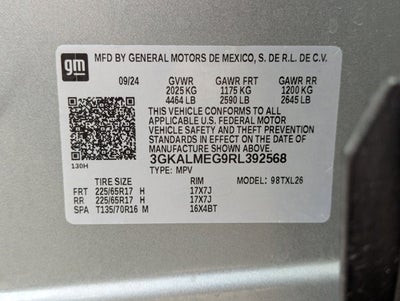 gm
MFD BY GENERAL MOTORS DE MEXICO, S. DE R.L. DE C.V.
09/24 GVWR GAWR FRT GAWR RR
2025 KG 1175 KG 1200 KG
4464 LB 2590 LB 2645 LB
THIS VEHICLE CONFORMS TO ALL
APPLICABLE U.S. FEDERAL MOTOR
VEHICLE SAFETY AND THEFT PREVENTION
STANDARDS IN EFFECT ON THE DATE OF
MANUFACTURE SHOWN ABOVE.
3GKALMEG9RL392568
130H TYPE: MPV MODEL: 98TXL26
TIRE SIZE RIM
FRT 225/65R17 H 17X7J
RR 225/65R17 H 17X7J
SPA T135/70R16 M 16X4BT